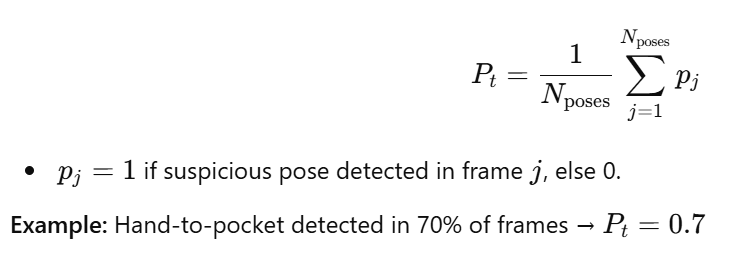 $P_t = \frac{1}{N_{\text{poses}}} \sum_{j=1}^{N_{\text{poses}}} p_j$
• $p_j = 1$ if suspicious pose detected in frame $j$, else 0.
Example: Hand-to-pocket detected in 70% of frames → $P_t = 0.7$